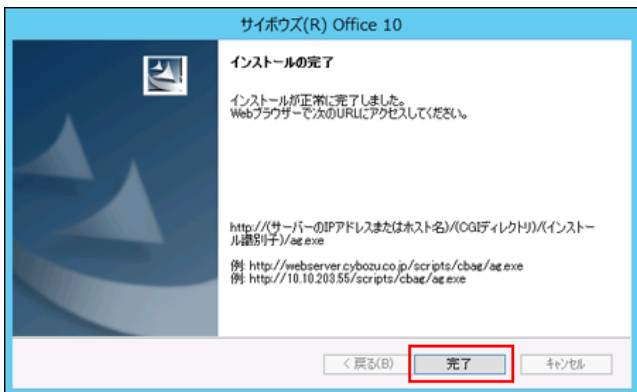 サイボウズ(R) Office 10
インストールの完了
インストールが正常に完了しました。
Webブラウザーで次のURLにアクセスしてください。
http://(サーバーのIPアドレスまたはホスト名)/(CGIディレクトリ)/(インストー
ル識別子)/ag.exe
例: http://webserver.cybozu.co.jp/scripts/cbag/ag.exe
例: http://10.10.203.55/scripts/cbag/ag.exe
< 戻る(B)
完了
キャンセル